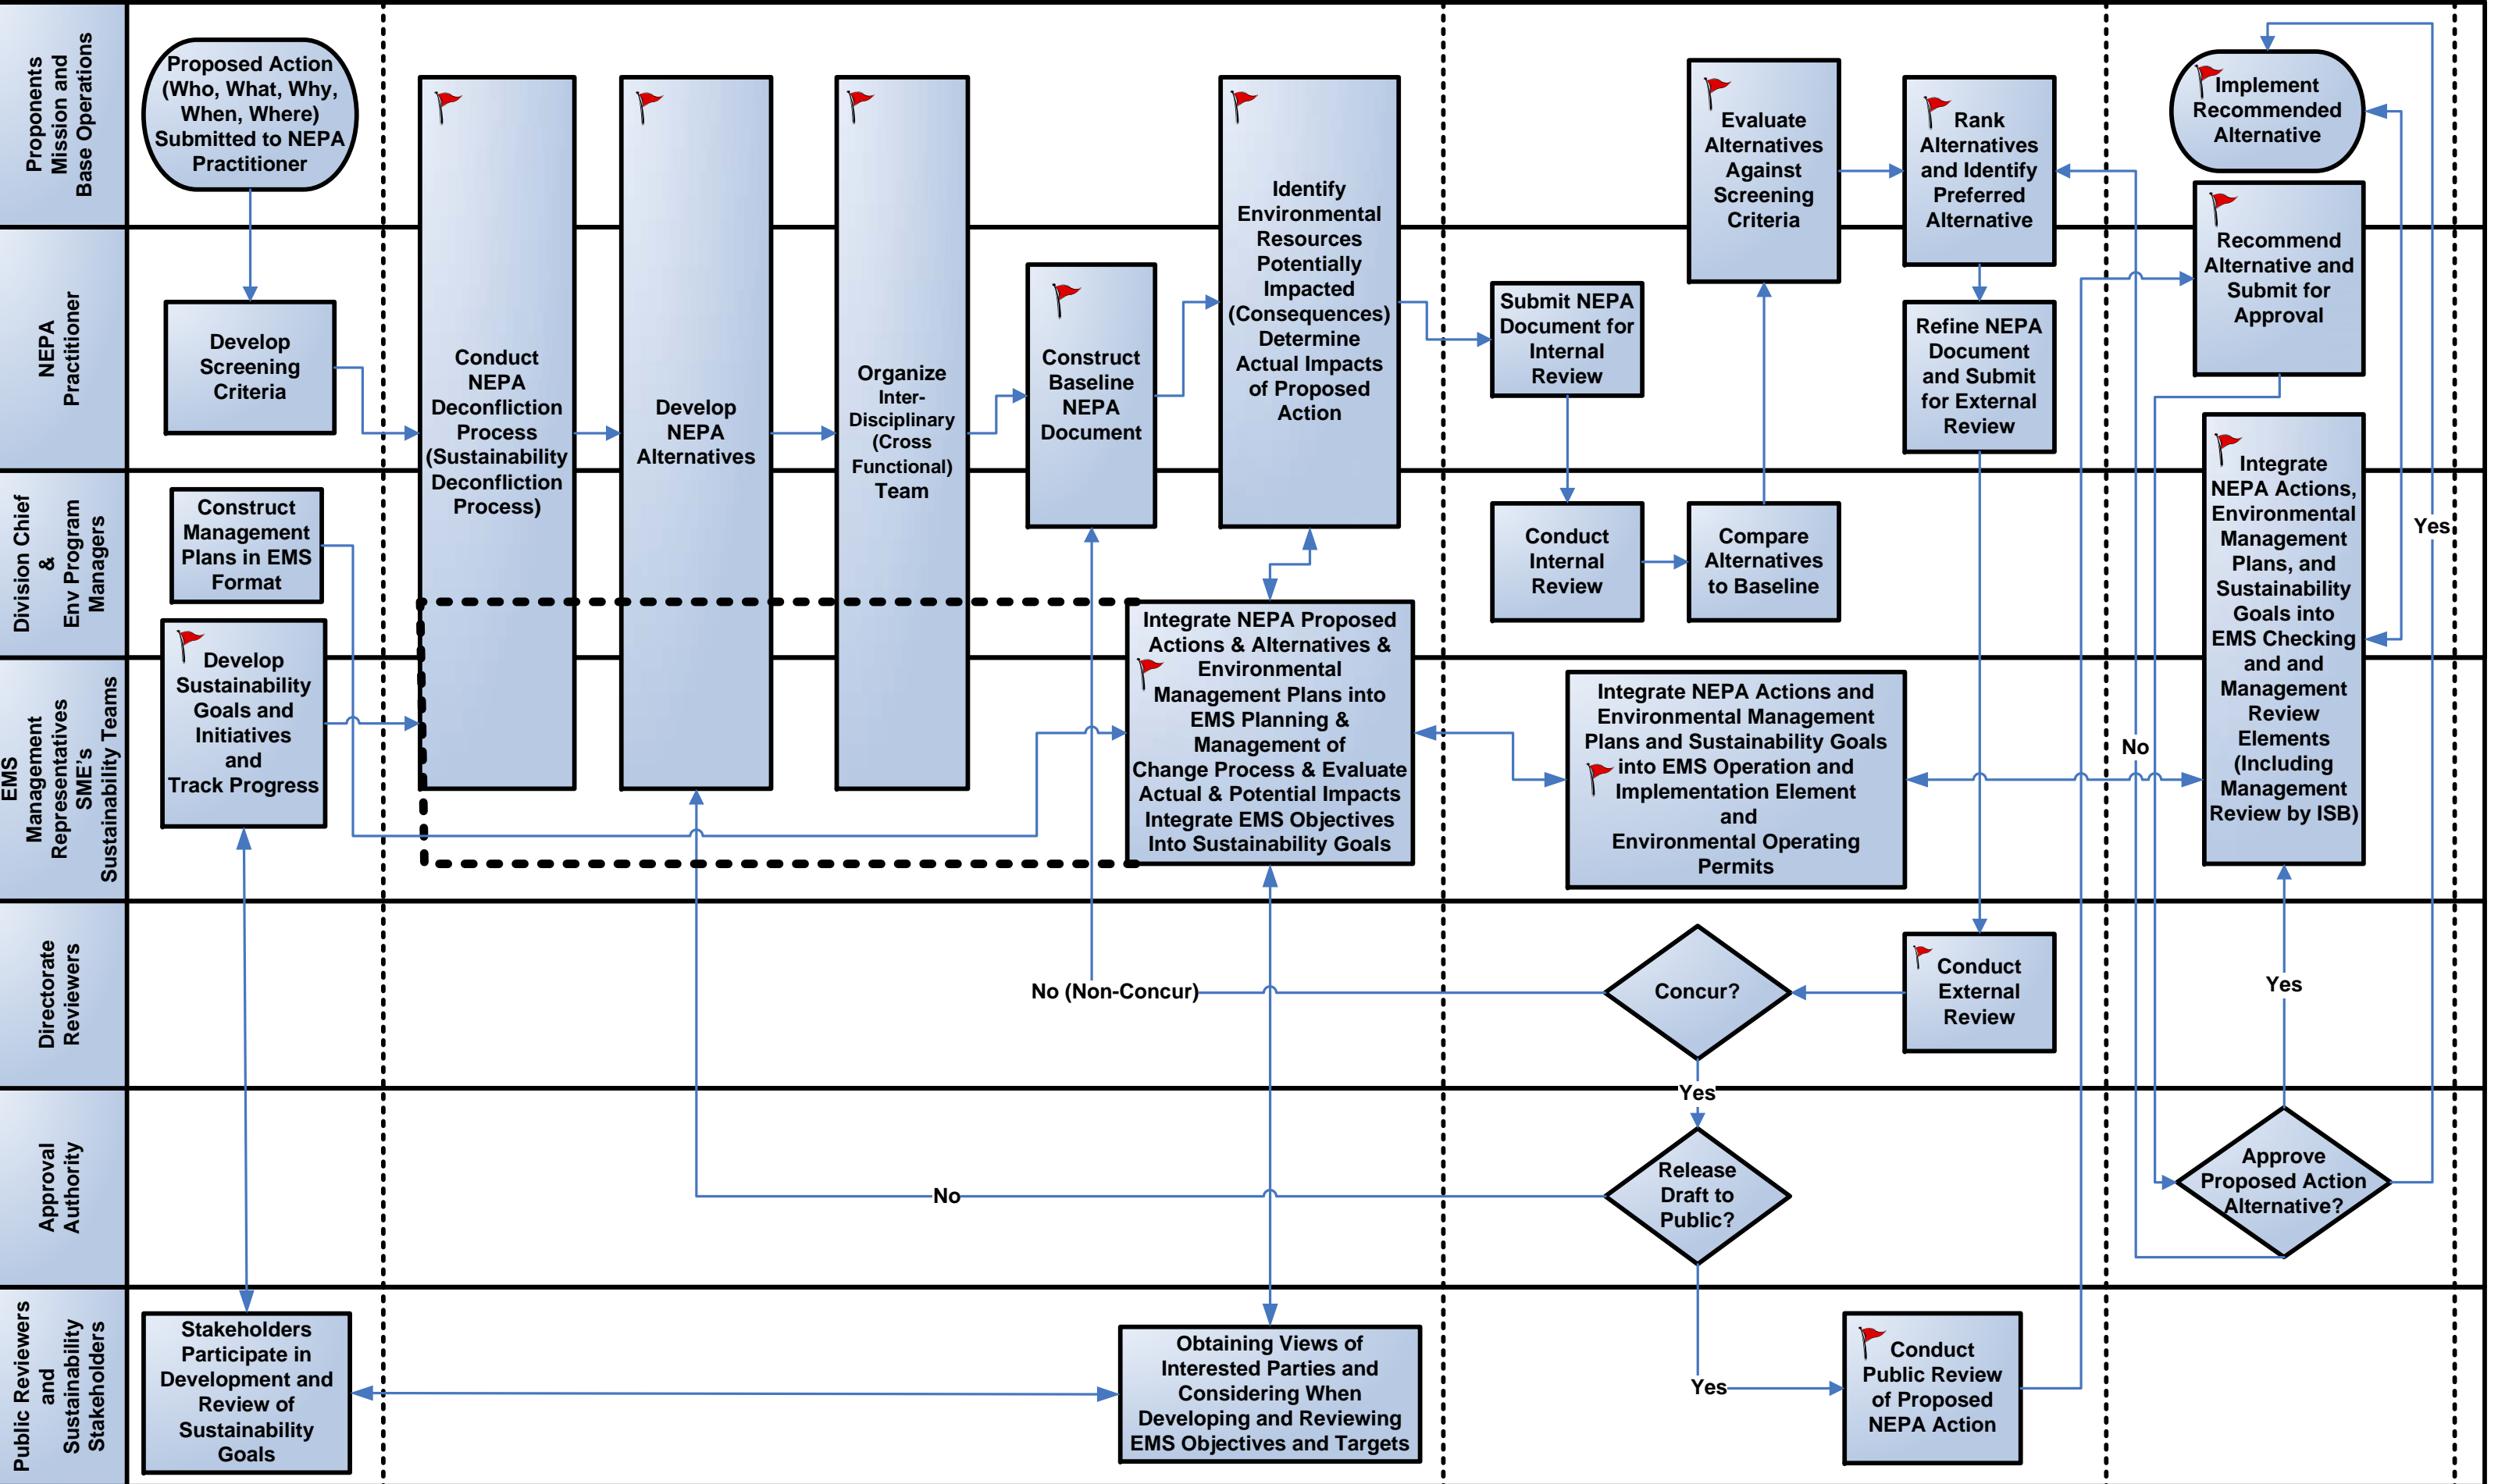 Proponents
Mission and
Base Operations
Proposed Action
(Who, What, Why,
When, Where)
Submitted to NEPA
Practitioner
Evaluate
Alternatives
Against
Screening
Criteria
Rank
Alternatives
and Identify
Preferred
Alternative
Implement
Recommended
Alternative
NEPA
Practitioner
Develop
Screening
Criteria
Conduct
NEPA
Deconfliction
Process
(Sustainability
Deconfliction
Process)
Develop
NEPA
Alternatives
Organize
Inter-
Disciplinary
(Cross
Functional)
Team
Construct
Baseline
NEPA
Document
Identify
Environmental
Resources
Potentially
Impacted
(Consequences)
Determine
Actual Impacts
of Proposed
Action
Submit NEPA
Document for
Internal
Review
Refine NEPA
Document
and Submit
for External
Review
Recommend
Alternative and
Submit for
Approval
Division Chief
&
Env Program
Managers
Construct
Management
Plans in EMS
Format
Conduct
Internal
Review
Compare
Alternatives
to Baseline
Integrate
NEPA Actions,
Environmental
Management
Plans, and
Sustainability
Goals into
EMS Checking
and and
Management
Review
Elements
(Including
Management
Review by ISB)
Yes
No
EMS
Management
Representatives
SME's
Sustainability Teams
Develop
Sustainability
Goals and
Initiatives
and
Track Progress
Integrate NEPA Proposed
Actions & Alternatives &
Environmental
Management Plans into
EMS Planning &
Management of
Change Process & Evaluate
Actual & Potential Impacts
Integrate EMS Objectives
Into Sustainability Goals
Integrate NEPA Actions and
Environmental Management
Plans and Sustainability Goals
into EMS Operation and
Implementation Element
and
Environmental Operating
Permits
Directorate
Reviewers
No (Non-Concur)
Concur?
Conduct
External
Review
Yes
Yes
Approval
Authority
No
Release
Draft to
Public?
Approve
Proposed Action
Alternative?
Public Reviewers
and
Sustainability
Stakeholders
Stakeholders
Participate in
Development and
Review of
Sustainability
Goals
Obtaining Views of
Interested Parties and
Considering When
Developing and Reviewing
EMS Objectives and Targets
Yes
Conduct
Public Review
of Proposed
NEPA Action